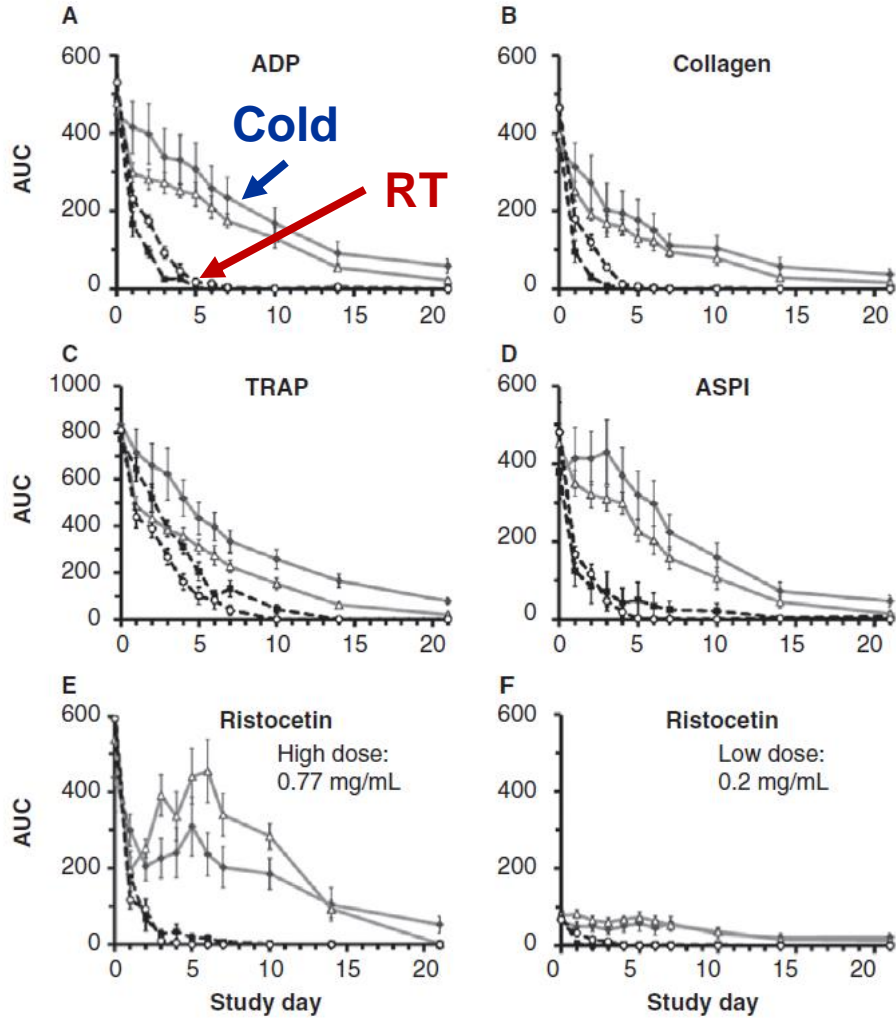 A
B
ADP
Collagen
Cold
RT
AUC
600
400
200
0
0 5 10 15 20
600
400
200
0
0 5 10 15 20
C
D
TRAP
ASPI
AUC
1000
800
600
400
200
0
0 5 10 15 20
600
400
200
0
0 5 10 15 20
E
F
Ristocetin
High dose:
0.77 mg/mL
Ristocetin
Low dose:
0.2 mg/mL
AUC
600
400
200
0
0 5 10 15 20
Study day
600
400
200
0
0 5 10 15 20
Study day